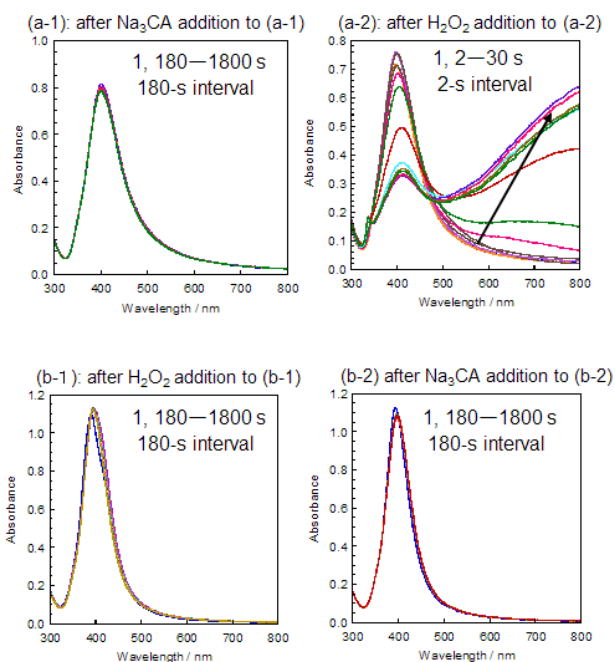 (a-1): after Na₃CA addition to (a-1)
1, 180—1800 s
180-s interval
Absorbance
1.0
0.8
0.6
0.4
0.2
0.0
300 400 500 600 700 800
Wavelength / nm
(a-2): after H₂O₂ addition to (a-2)
1, 2—30 s
2-s interval
Absorbance
0.8
0.7
0.6
0.5
0.4
0.3
0.2
0.1
0.0
300 400 500 600 700 800
Wavelength / nm
(b-1): after H₂O₂ addition to (b-1)
1, 180—1800 s
180-s interval
Absorbance
1.2
1.0
0.8
0.6
0.4
0.2
0.0
300 400 500 600 700 800
Wavelength / nm
(b-2) after Na₃CA addition to (b-2)
1, 180—1800 s
180-s interval
Absorbance
1.2
1.0
0.8
0.6
0.4
0.2
0.0
300 400 500 600 700 800
Wavelength / nm